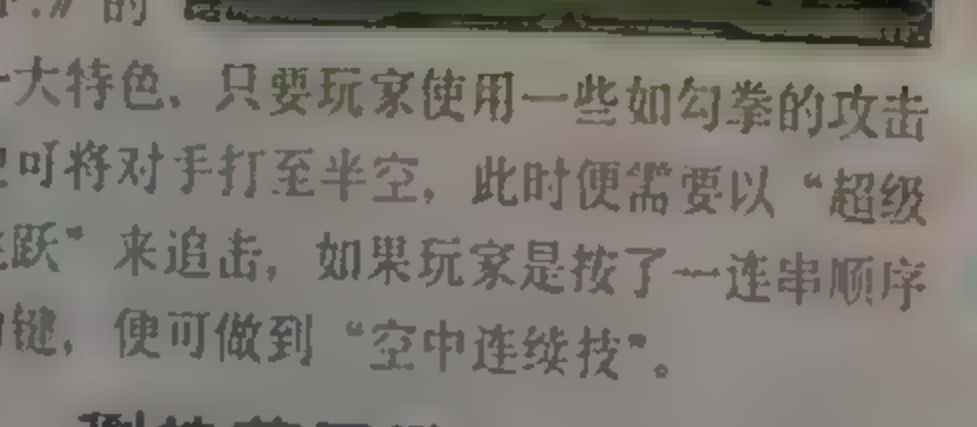 》的
一大特色，只要玩家使用一些如勾拳的攻击
可将对手打至半空，此时便需要以“超级
跃”来追击，如果玩家是按了一连串顺序
键，便可做到“空中连续技”。